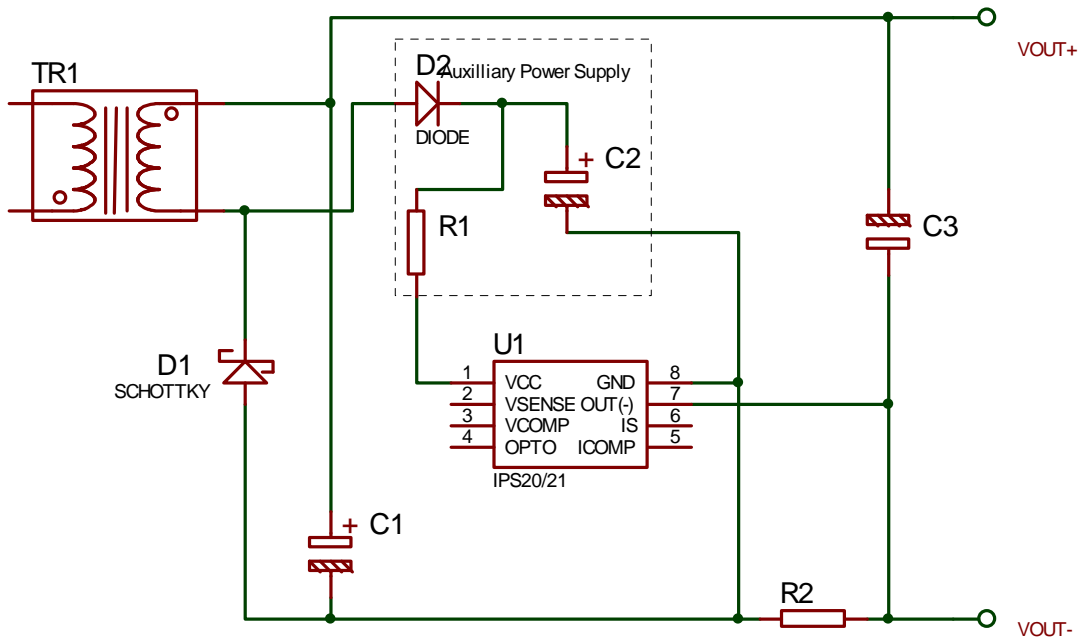 VOUT+
D2
Auxilliary Power Supply
TR1
DIODE
+ C2
R1
C3
U1
D1
SCHOTTKY
1 VCC GND 8
2 VSENSE OUT(-) 7
3 VCOMP IS 6
4 OPTO ICOMP 5
IPS20/21
+ C1
R2
VOUT-